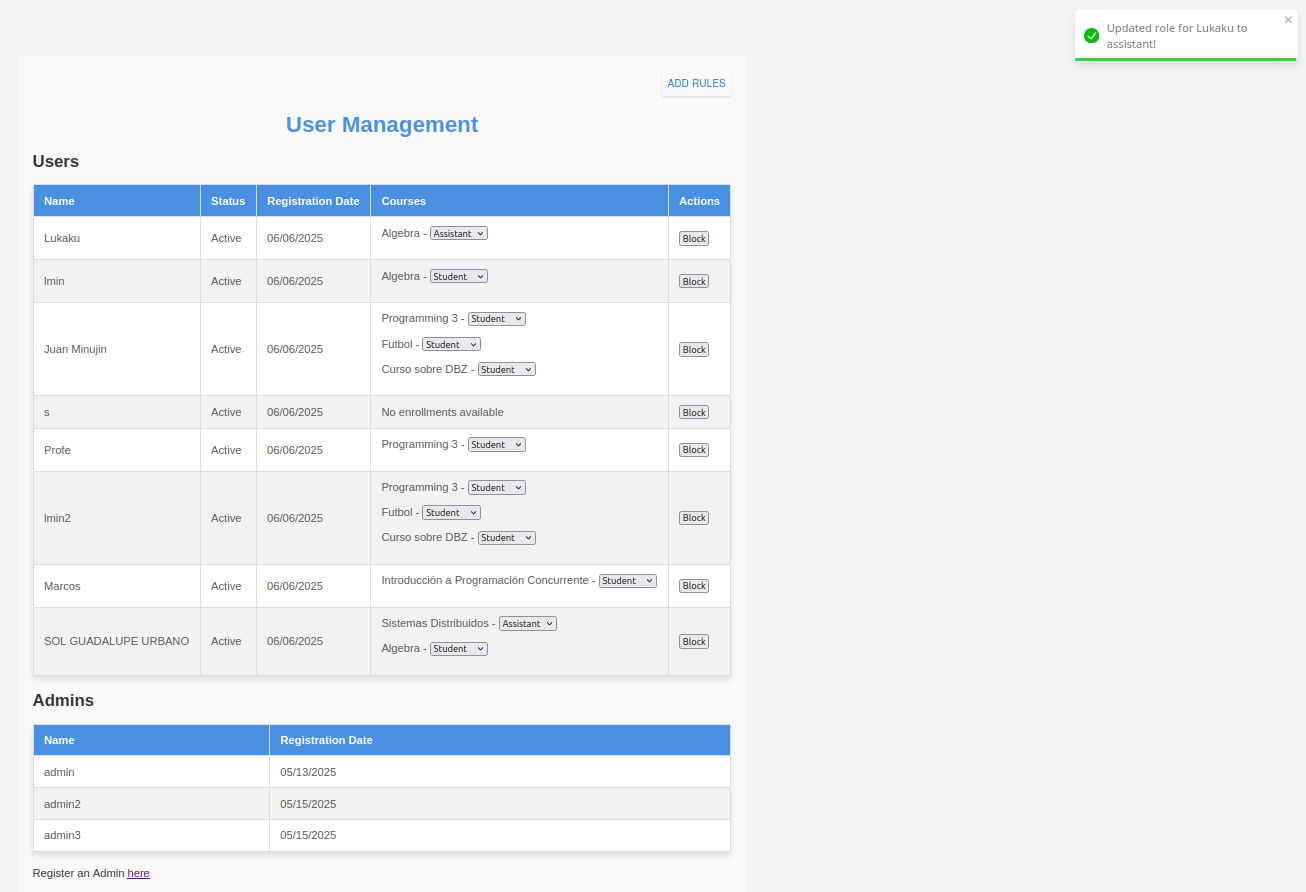 Updated role for Lukaku to
assistant!
×
ADD RULES
User Management
Users
Name Status Registration Date Courses Actions
Lukaku Active 06/06/2025 Algebra - Assistant Block
lmin Active 06/06/2025 Algebra - Student Block
Programming 3 - Student
Juan Minujin Active 06/06/2025 Futbol - Student Block
Curso sobre DBZ - Student
s Active 06/06/2025 No enrollments available Block
Profe Active 06/06/2025 Programming 3 - Student Block
Programming 3 - Student
lmin2 Active 06/06/2025 Futbol - Student Block
Curso sobre DBZ - Student
Marcos Active 06/06/2025 Introducción a Programación Concurrente - Student Block
Sistemas Distribuidos - Assistant
SOL GUADALUPE URBANO Active 06/06/2025 Algebra - Student Block
Admins
Name Registration Date
admin 05/13/2025
admin2 05/15/2025
admin3 05/15/2025
Register an Admin here